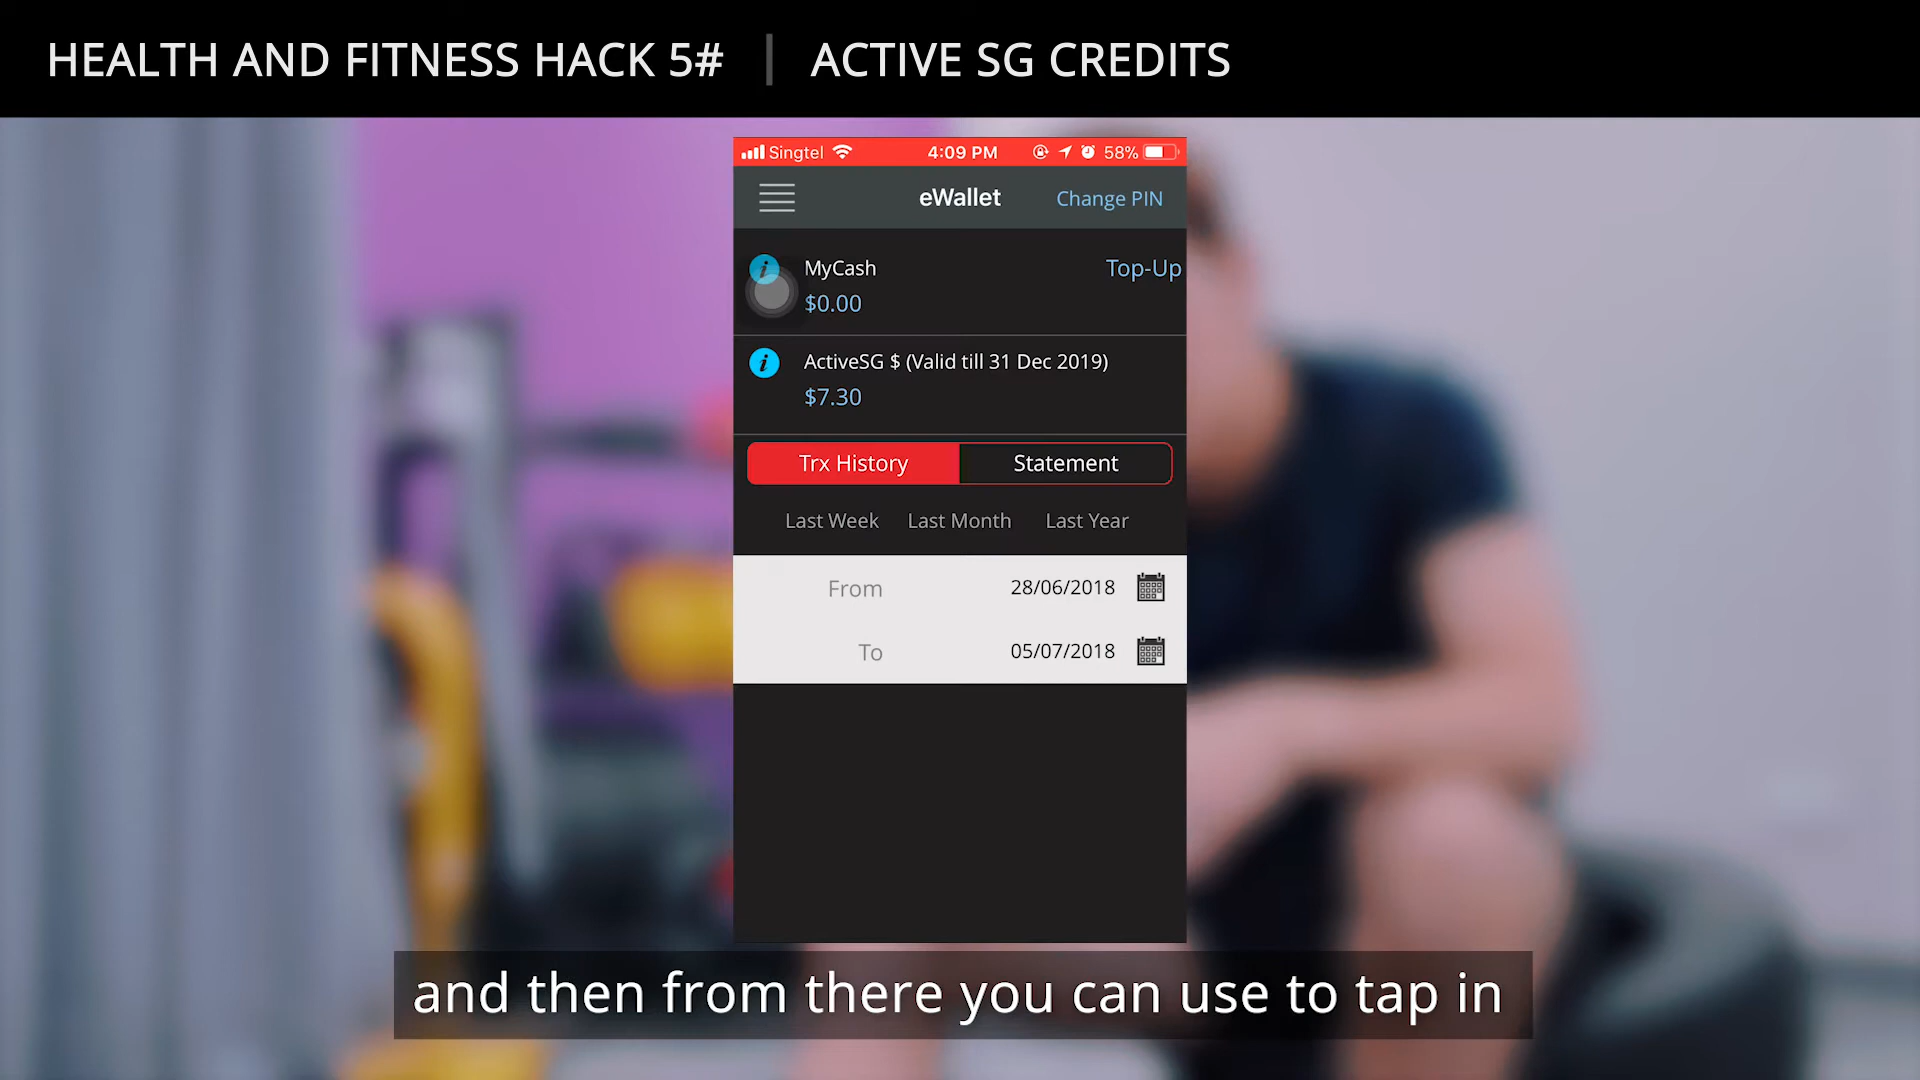 HEALTH AND FITNESS HACK 5# | ACTIVE SG CREDITS
Singtel 4:09 PM 58%
eWallet Change PIN
i MyCash Top-Up
$0.00
i ActiveSG $ (Valid till 31 Dec 2019)
$7.30
Trx History Statement
Last Week Last Month Last Year
From 28/06/2018
To 05/07/2018
and then from there you can use to tap in